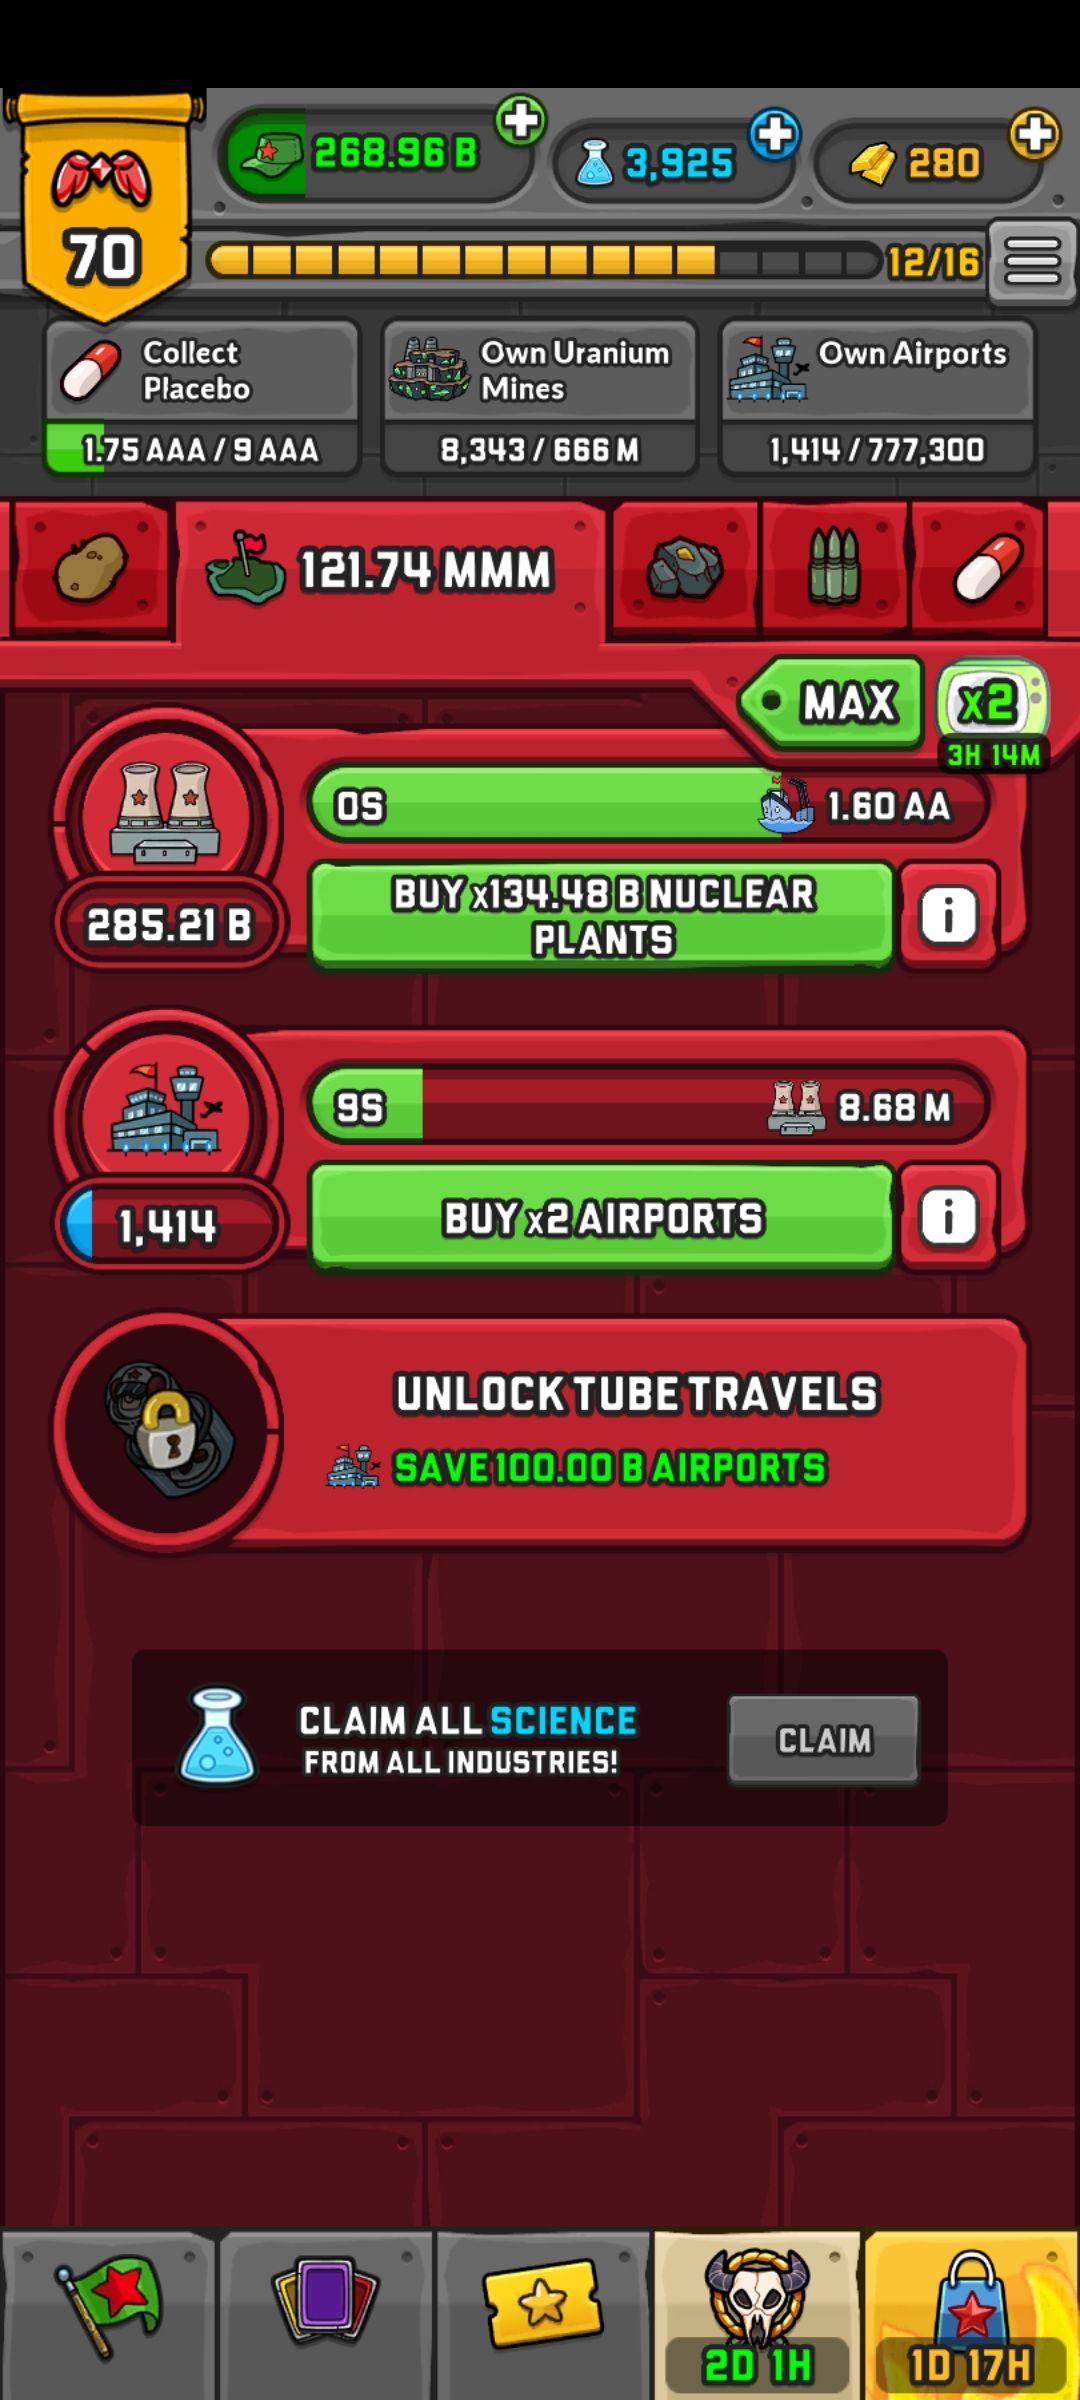 268.96 B
3,925
280
70
12/16
Collect
Placebo
1.75 AAA / 9 AAA
Own Uranium
Mines
8,343 / 666 M
Own Airports
1,414 / 777,300
121.74 MMM
MAX
x2
3H 14M
0S
1.60 AA
285.21 B
BUY x134.48 B NUCLEAR
PLANTS
i
9S
8.68 M
1,414
BUY x2 AIRPORTS
i
UNLOCK TUBE TRAVELS
SAVE 100.00 B AIRPORTS
CLAIM ALL SCIENCE
FROM ALL INDUSTRIES!
CLAIM
2D 1H
1D 17H